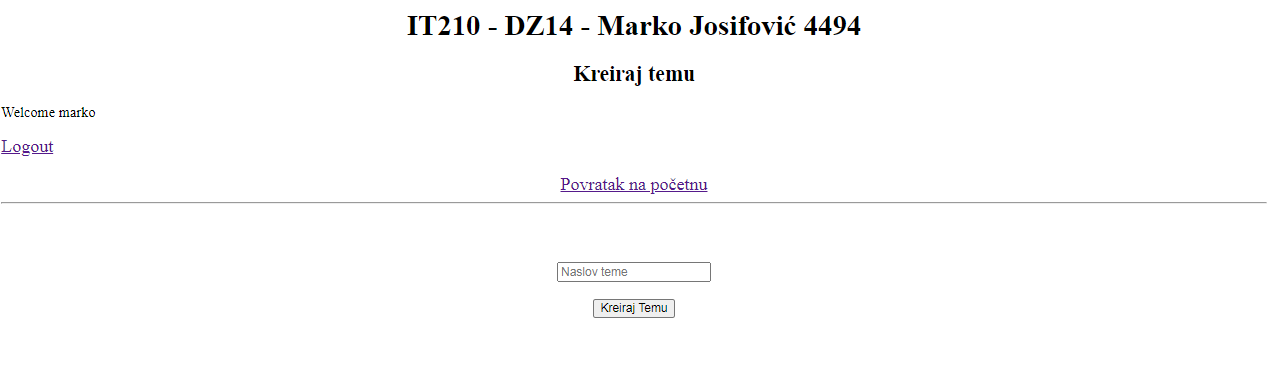 IT210 - DZ14 - Marko Josifović 4494
Kreiraj temu
Welcome marko
Logout
Povratak na početnu
Naslov teme
Kreiraj Temu